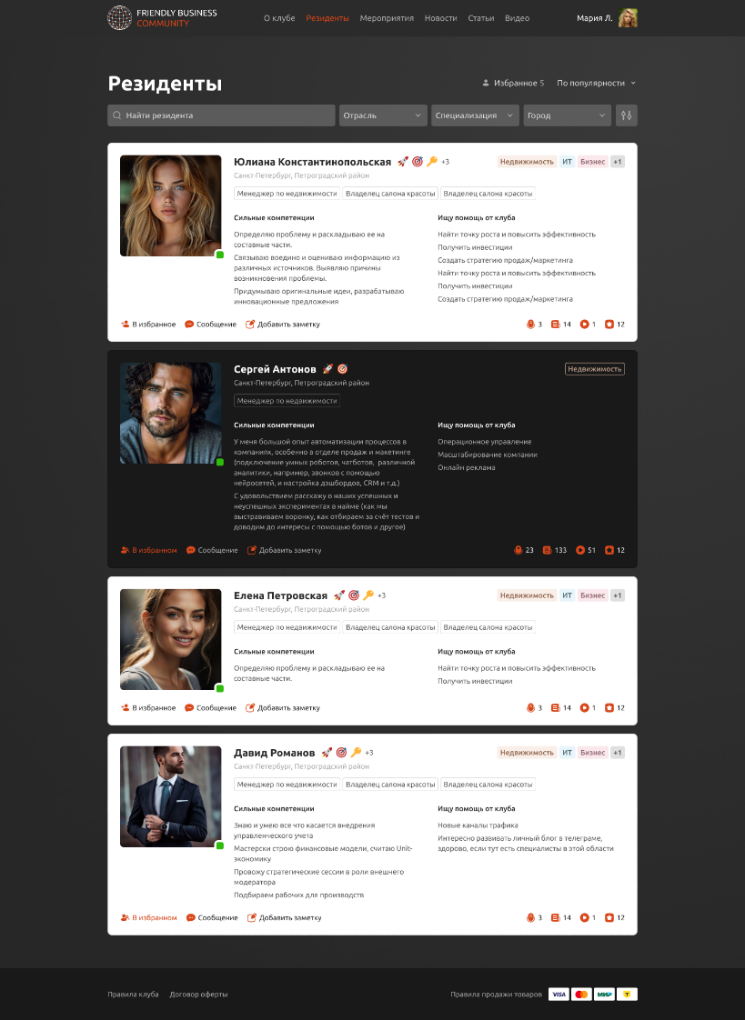 FRIENDLY BUSINESS
COMMUNITY
О клубе Резиденты Мероприятия Новости Статьи Видео
Мария Л.
Резиденты
Избранное 5 По популярности
Найти резидента
Отрасль
Специализация
Город
Юлиана Константинопольская +3
Недвижимость ИТ Бизнес +1
Санкт-Петербург, Петроградский район
Менеджер по недвижимости Владелец салона красоты Владелец салона красоты
Сильные компетенции
Определяю проблему и раскладываю ее на
составные части.
Связываю воедино и оцениваю информацию из
различных источников. Выявляю причины
возникновения проблемы.
Придумываю оригинальные идеи, разрабатываю
инновационные предложения
Ищу помощь от клуба
Найти точку роста и повысить эффективность
Получить инвестиции
Создать стратегию продаж/маркетинга
Найти точку роста и повысить эффективность
Получить инвестиции
Создать стратегию продаж/маркетинга
В избранное Сообщение Добавить заметку
3 14 1 12
Сергей Антонов
Недвижимость
Санкт-Петербург, Петроградский район
Менеджер по недвижимости
Сильные компетенции
У меня большой опыт автоматизации процессов в
компаниях, особенно в отделе продаж и макетинге
(подключение умных роботов, чатботов, различной
аналитики, например, звонков с помощью
нейросетей, и настройка дэшбордов, CRM и т.д.)
С удовольствием расскажу о наших успешных и
неуспешных экспериментах в найме (как мы
выстраиваем воронку, как отбираем за счёт тестов и
доводим до интересы с помощью ботов и другое)
Ищу помощь от клуба
Операционное управление
Масштабирование компании
Онлайн реклама
В избранном Сообщение Добавить заметку
23 133 51 12
Елена Петровская +3
Недвижимость ИТ Бизнес +1
Санкт-Петербург, Петроградский район
Менеджер по недвижимости Владелец салона красоты Владелец салона красоты
Сильные компетенции
Определяю проблему и раскладываю ее на
составные части.
Ищу помощь от клуба
Найти точку роста и повысить эффективность
Получить инвестиции
В избранное Сообщение Добавить заметку
3 14 1 12
Давид Романов +3
Недвижимость ИТ Бизнес +1
Санкт-Петербург, Петроградский район
Менеджер по недвижимости Владелец салона красоты Владелец салона красоты
Сильные компетенции
Знаю и умею все что касается внедрения
управленческого учета
Мастерски строю финансовые модели, считаю Unit-
экономику
Провожу стратегические сессии в роли внешнего
модератора
Подбираем рабочих для производств
Ищу помощь от клуба
Новые каналы трафика
Интересно развивать личный блог в телеграме,
здорово, если тут есть специалисты в этой области
В избранном Сообщение Добавить заметку
3 14 1 12
Правила клуба Договор оферты
Правила продажи товаров
VISA
МИР